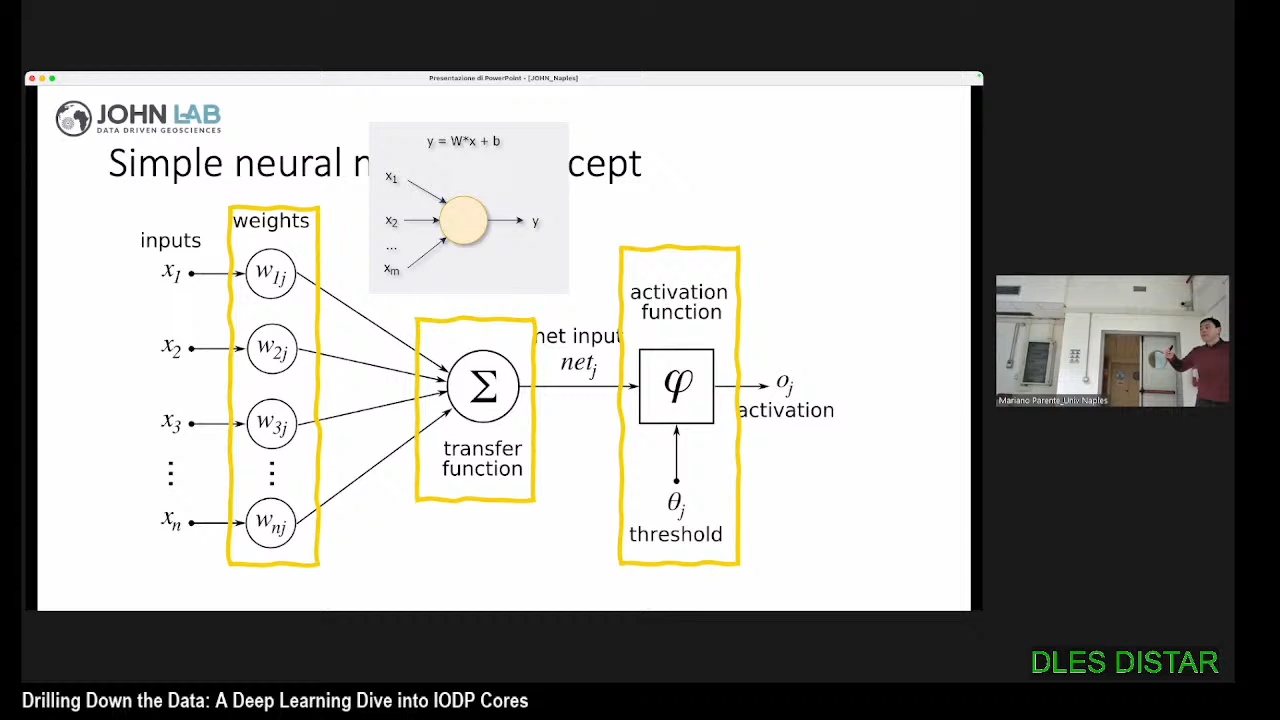 Presentazione di PowerPoint - [JOHN_Naples]
JOHN LAB
DATA DRIVEN GEOSCIENCES
y = W*x + b
Simple neural n
cept
x1
x2
...
xm
y
weights
inputs
x1
w1j
x2
w2j
x3
w3j
xn
wnj
Σ
transfer
function
net input
netj
activation
function
φ
oj
activation
θj
threshold
Mariano Parente_Univ Naples
DLES DISTAR
Drilling Down the Data: A Deep Learning Dive into IODP Cores